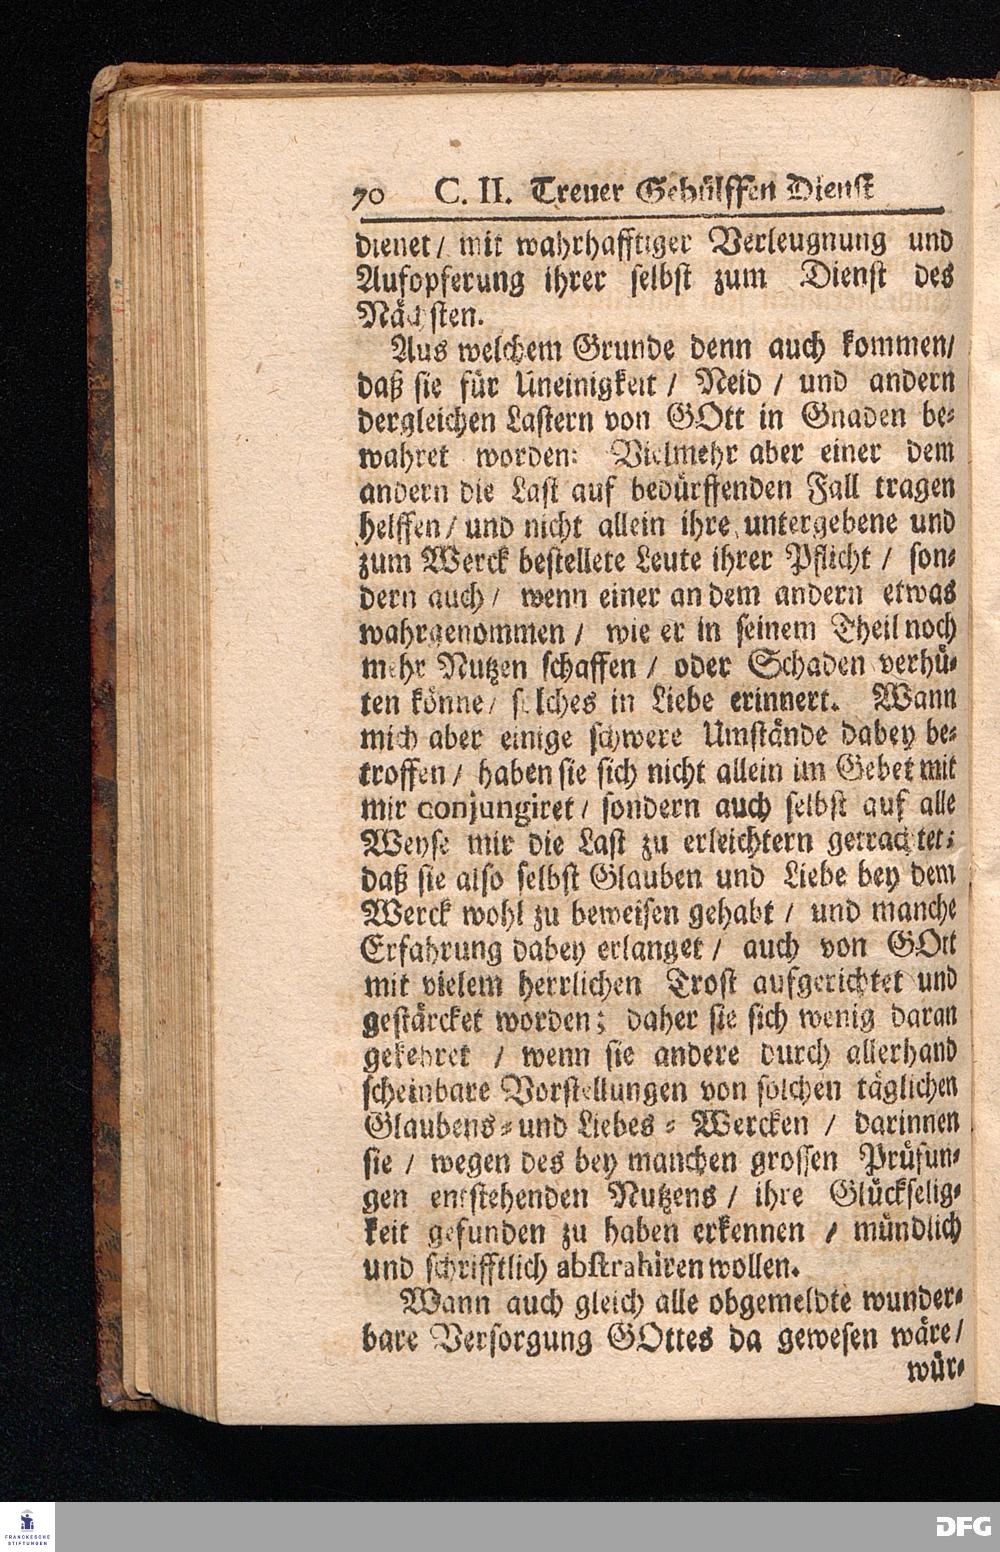 70 C. II. Treuer Gehülffen Dienst
dienet / mit wahrhafftiger Verleugnung und
Aufopferung ihrer selbst zum Dienst des
Nächsten.
Aus welchem Grunde denn auch kommen /
daß sie für Uneinigkeit / Neid / und andern
dergleichen Lastern von GOtt in Gnaden be-
wahret worden: Vielmehr aber einer dem
andern die Last auf bedürffenden Fall tragen
helffen / und nicht allein ihre untergebene und
zum Werck bestellete Leute ihrer Pflicht / son-
dern auch / wenn einer an dem andern etwas
wahrgenommen / wie er in seinem Theil noch
mehr Nutzen schaffen / oder Schaden verhü-
ten könne / solches in Liebe erinnert. Wann
mich aber einige schwere Umstände dabey be-
troffen / haben sie sich nicht allein im Gebet mit
mir conjungiret / sondern auch selbst auf alle
Weyse mir die Last zu erleichtern getrachtet;
daß sie also selbst Glauben und Liebe bey dem
Werck wohl zu beweisen gehabt / und manche
Erfahrung dabey erlanget / auch von GOtt
mit vielem herrlichen Trost aufgerichtet und
gestärcket worden; daher sie sich wenig daran
gekehret / wenn sie andere durch allerhand
scheinbare Vorstellungen von solchen täglichen
Glaubens- und Liebes-Wercken / darinnen
sie / wegen des bey manchen grossen Prüfun-
gen entstehenden Nutzens / ihre Glückselig-
keit gefunden zu haben erkennen / mündlich
und schrifftlich abstrahiren wollen.
Wann auch gleich alle obgemeldte wunder-
bare Versorgung GOttes da gewesen wäre /
wür-
FRANCKESCHE
STIFTUNGEN
DFG